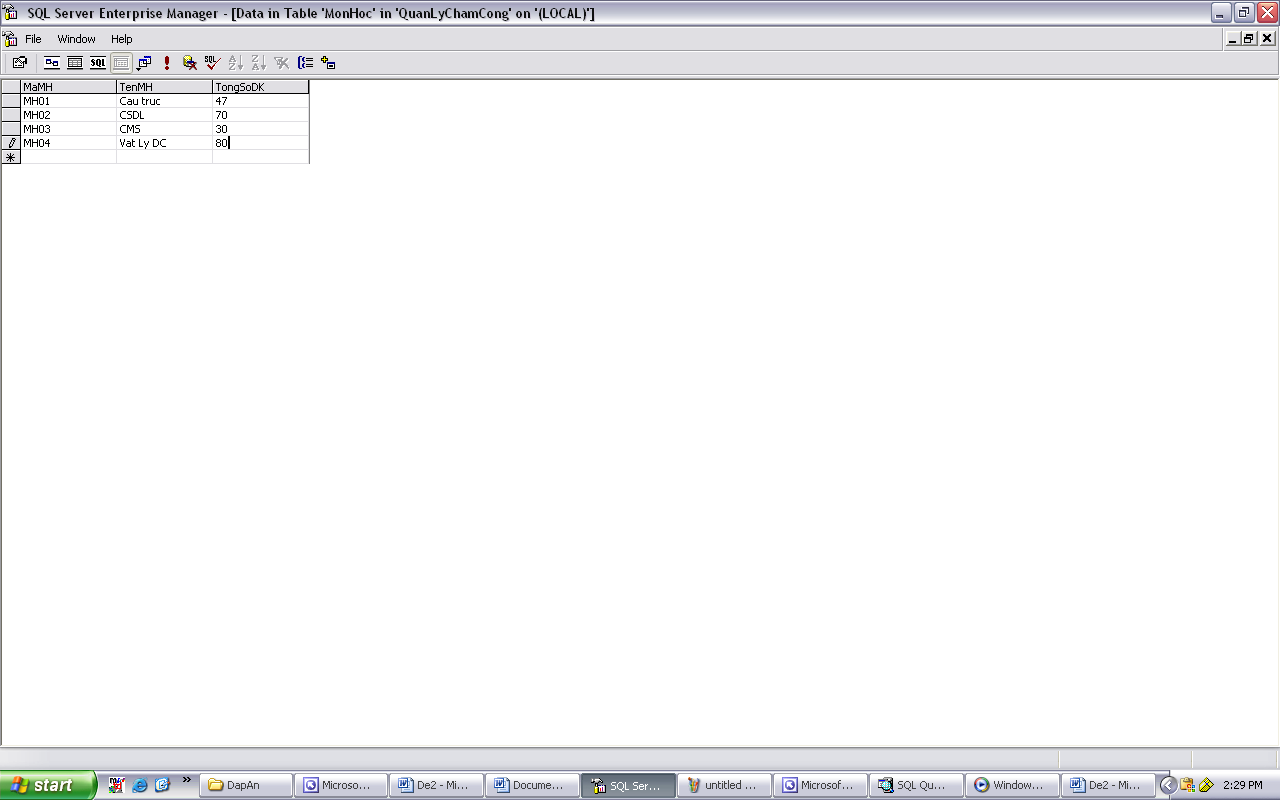 SQL Server Enterprise Manager - [Data in Table 'MonHoc' in 'QuanLyChamCong' on '(LOCAL)']
File Window Help
SQL SQL A Z Z A
MaMH TenMH TongSoDK
MH01 Cau truc 47
MH02 CSDL 70
MH03 CMS 30
MH04 Vat Ly DC 80
start » DapAn Microso... De2 - Mi... Docume... SQL Ser... untitled ... Microsof... SQL Qu... Window... De2 - Mi... 2:29 PM